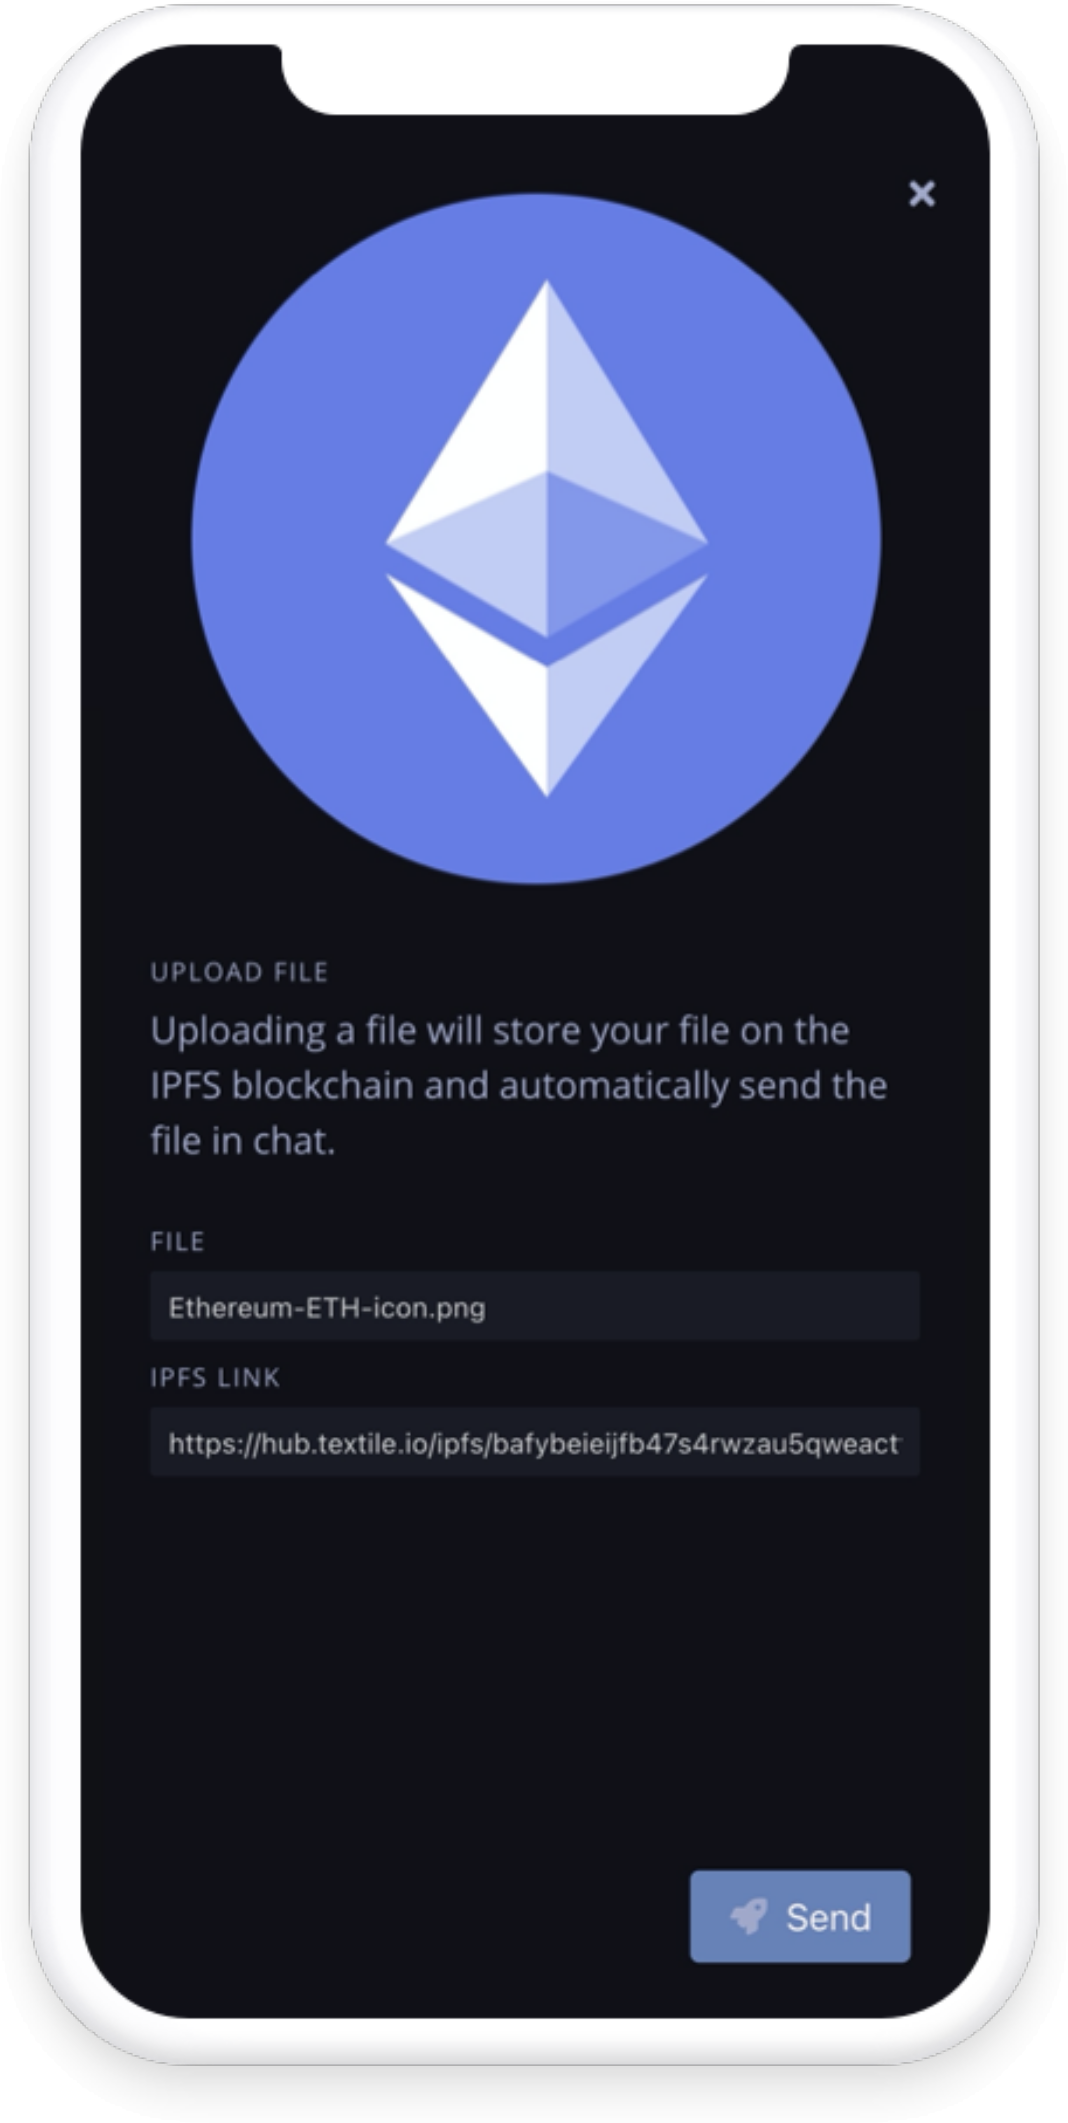 UPLOAD FILE
Uploading a file will store your file on the
IPFS blockchain and automatically send the
file in chat.
FILE
Ethereum-ETH-icon.png
IPFS LINK
https://hub.textile.io/ipfs/bafybeieijfb47s4rwzau5qweact
Send